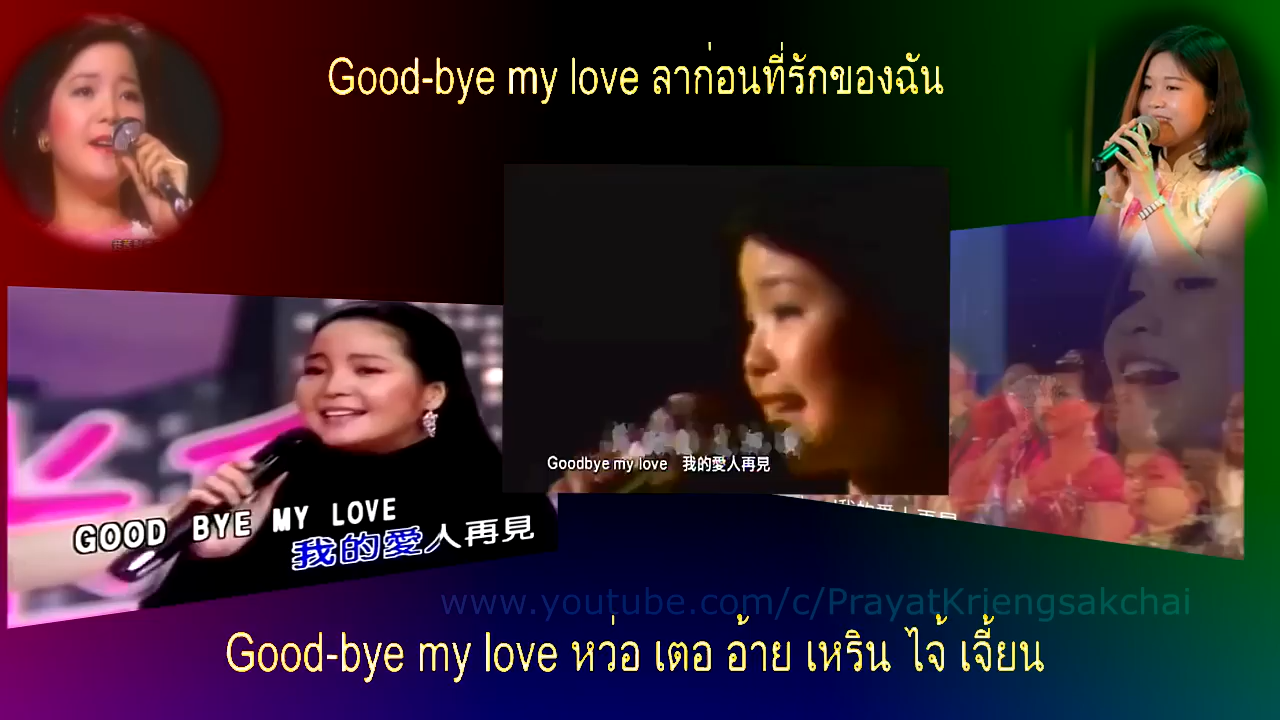 Good-bye my love ลาก่อนที่รักของฉัน
Goodbye my love 我的愛人再見
GOOD BYE MY LOVE
我的愛人再見
www.youtube.com/c/PrayatKriengsakchai
Good-bye my love หว่อ เตอ อ้าย เหริน ไจ้ เจี้ยน